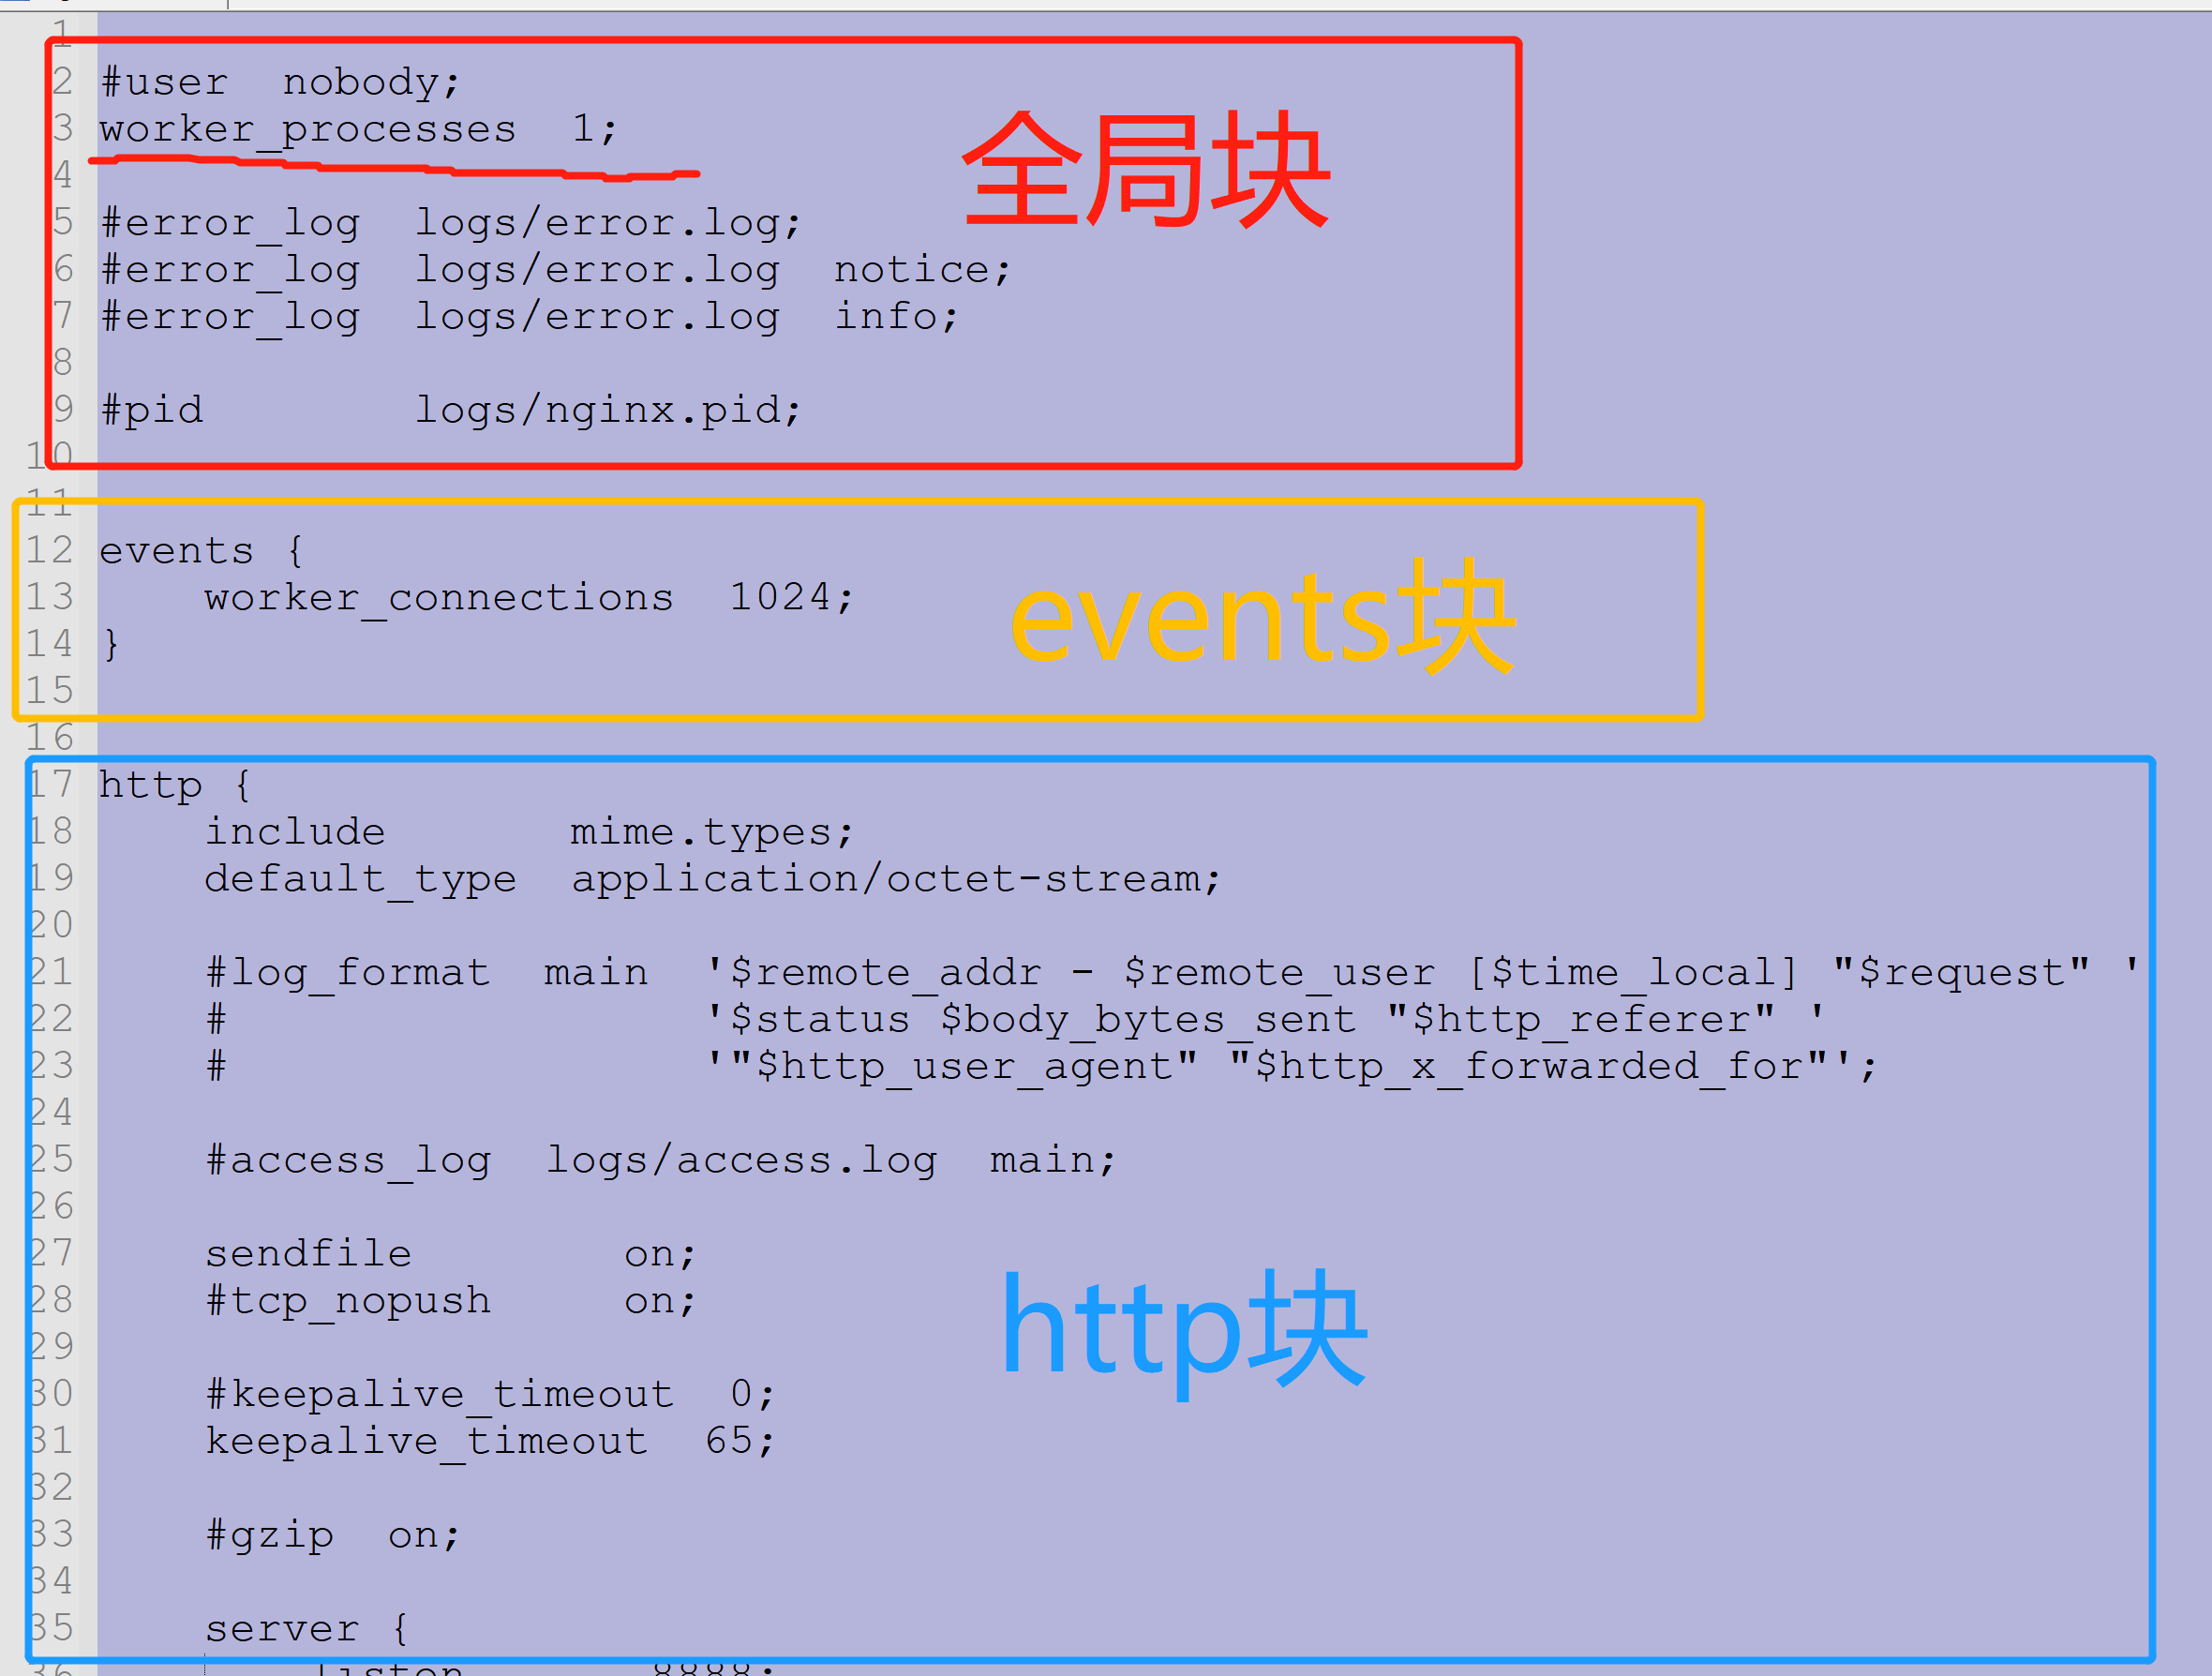 1
2 #user  nobody;
3 worker_processes  1;
全局块
4
5 #error_log  logs/error.log;
6 #error_log  logs/error.log  notice;
7 #error_log  logs/error.log  info;
8
9 #pid        logs/nginx.pid;
10
11
12 events {
13     worker_connections  1024;
events块
14 }
15
16
17 http {
18     include       mime.types;
19     default_type  application/octet-stream;
20
21     #log_format  main  '$remote_addr - $remote_user [$time_local] "$request" '
22     #                  '$status $body_bytes_sent "$http_referer" '
23     #                  '"$http_user_agent" "$http_x_forwarded_for"';
24
25     #access_log  logs/access.log  main;
26
27     sendfile        on;
28     #tcp_nopush     on;
http块
29
30     #keepalive_timeout  0;
31     keepalive_timeout  65;
32
33     #gzip  on;
34
35     server {
36         listen       8888;